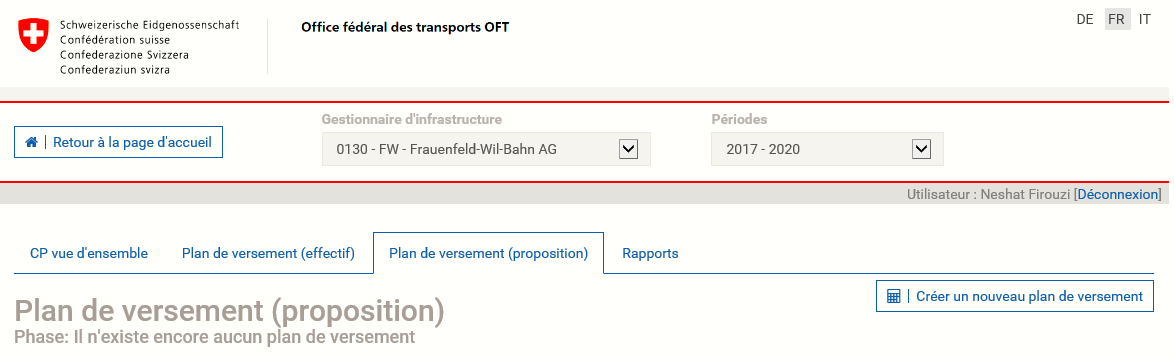 Schweizerische Eidgenossenschaft
Confédération suisse
Confederazione Svizzera
Confederaziun svizra
Office fédéral des transports OFT
DE FR IT
Retour à la page d'accueil
Gestionnaire d'infrastructure
0130 - FW - Frauenfeld-Wil-Bahn AG
Périodes
2017 - 2020
Utilisateur : Neshat Firouzi [Déconnexion]
CP vue d'ensemble Plan de versement (effectif) Plan de versement (proposition) Rapports
Créer un nouveau plan de versement
Plan de versement (proposition)
Phase: Il n'existe encore aucun plan de versement